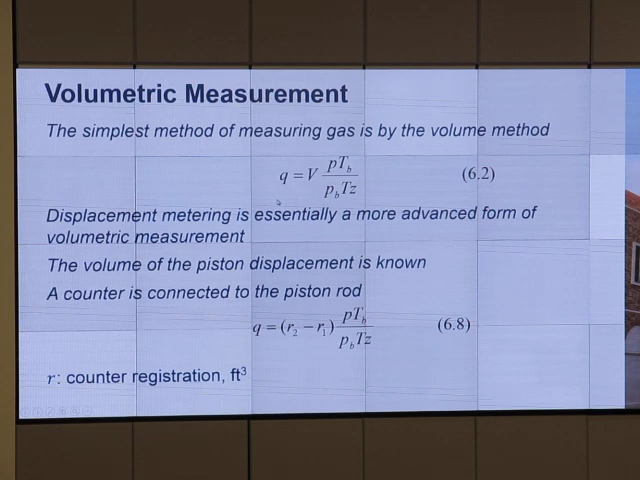 Volumetric Measurement
The simplest method of measuring gas is by the volume method
q = V pT_b / p_bTz (6.2)
Displacement metering is essentially a more advanced form of
volumetric measurement
The volume of the piston displacement is known
A counter is connected to the piston rod
q = (r₂ − r₁) pT_b / p_bTz (6.8)
r: counter registration, ft³